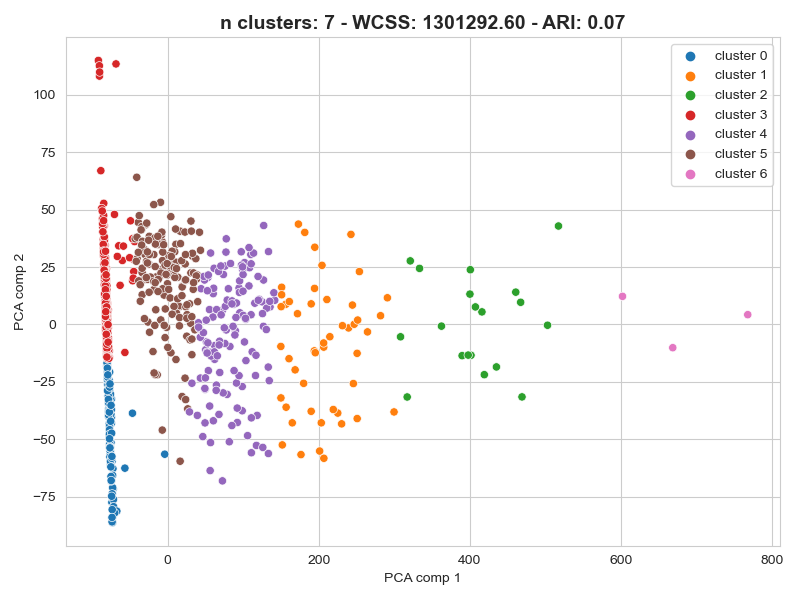 n clusters: 7 - WCSS: 1301292.60 - ARI: 0.07
cluster 0
cluster 1
cluster 2
cluster 3
cluster 4
cluster 5
cluster 6
PCA comp 2
100
75
50
25
0
−25
−50
−75
0
200
400
600
800
PCA comp 1